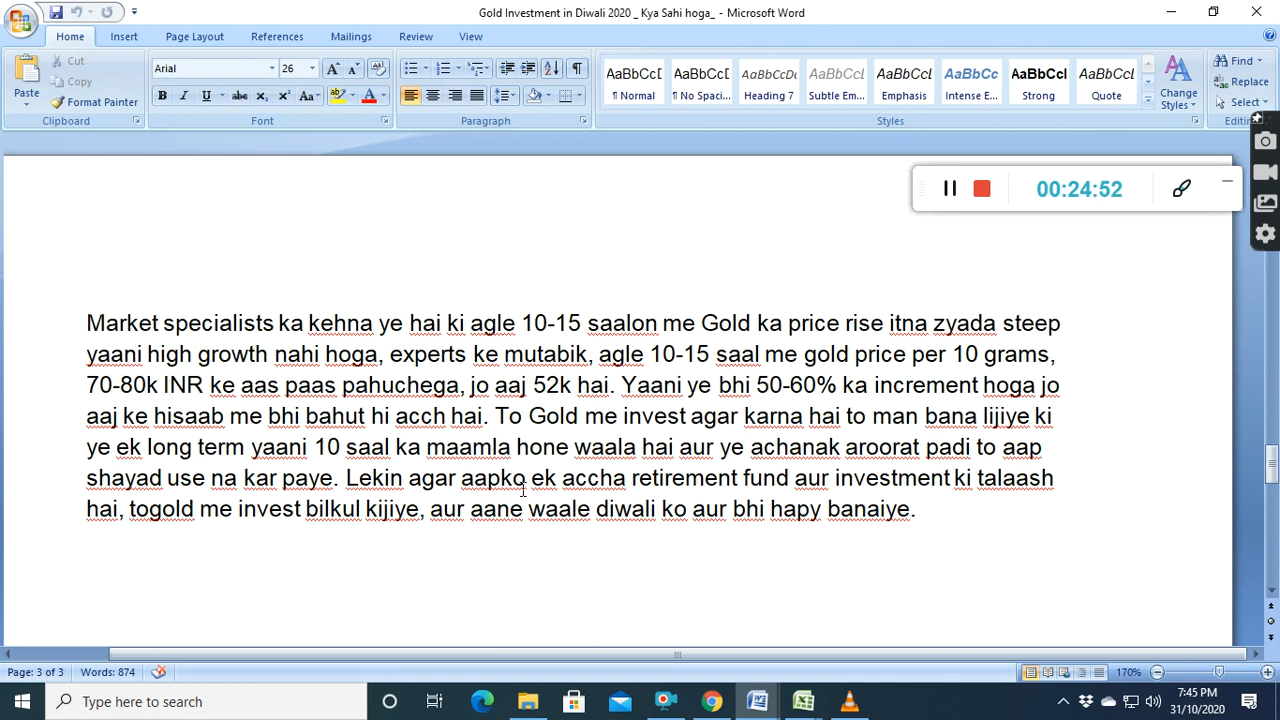 Gold Investment in Diwali 2020 _ Kya Sahi hoga_ - Microsoft Word
Home Insert Page Layout References Mailings Review View
Paste
Cut
Copy
Format Painter
Clipboard
Arial 26
Font
Paragraph
AaBbCcD AaBbCcD AaBbCcDc AaBbCcL AaBbCcL AaBbCc AaBbCcL AaBbCcL
¶ Normal ¶ No Spaci... Heading 7 Subtle Em... Emphasis Intense E... Strong Quote
Change Styles
Styles
Find
Replace
Select
Editin
00:24:52
Market specialists ka kehna ye hai ki agle 10-15 saalon me Gold ka price rise itna zyada steep
yaani high growth nahi hoga, experts ke mutabik, agle 10-15 saal me gold price per 10 grams,
70-80k INR ke aas paas pahuchega, jo aaj 52k hai. Yaani ye bhi 50-60% ka increment hoga jo
aaj ke hisaab me bhi bahut hi acch hai. To Gold me invest agar karna hai to man bana lijiye ki
ye ek long term yaani 10 saal ka maamla hone waala hai aur ye achanak aroorat padi to aap
shayad use na kar paye. Lekin agar aapko ek accha retirement fund aur investment ki talaash
hai, togold me invest bilkul kijiye, aur aane waale diwali ko aur bhi hapy banaiye.
Page: 3 of 3 Words: 874 170%
Type here to search
7:45 PM
31/10/2020